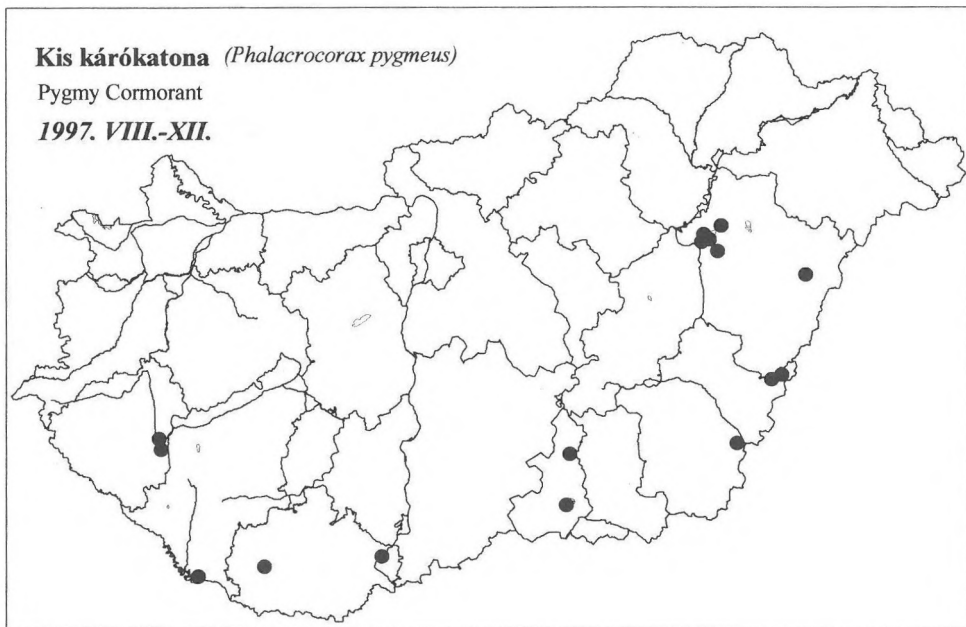 Kis kárókatona (Phalacrocorax pygmeus)
Pygmy Cormorant
1997. VIII.-XII.